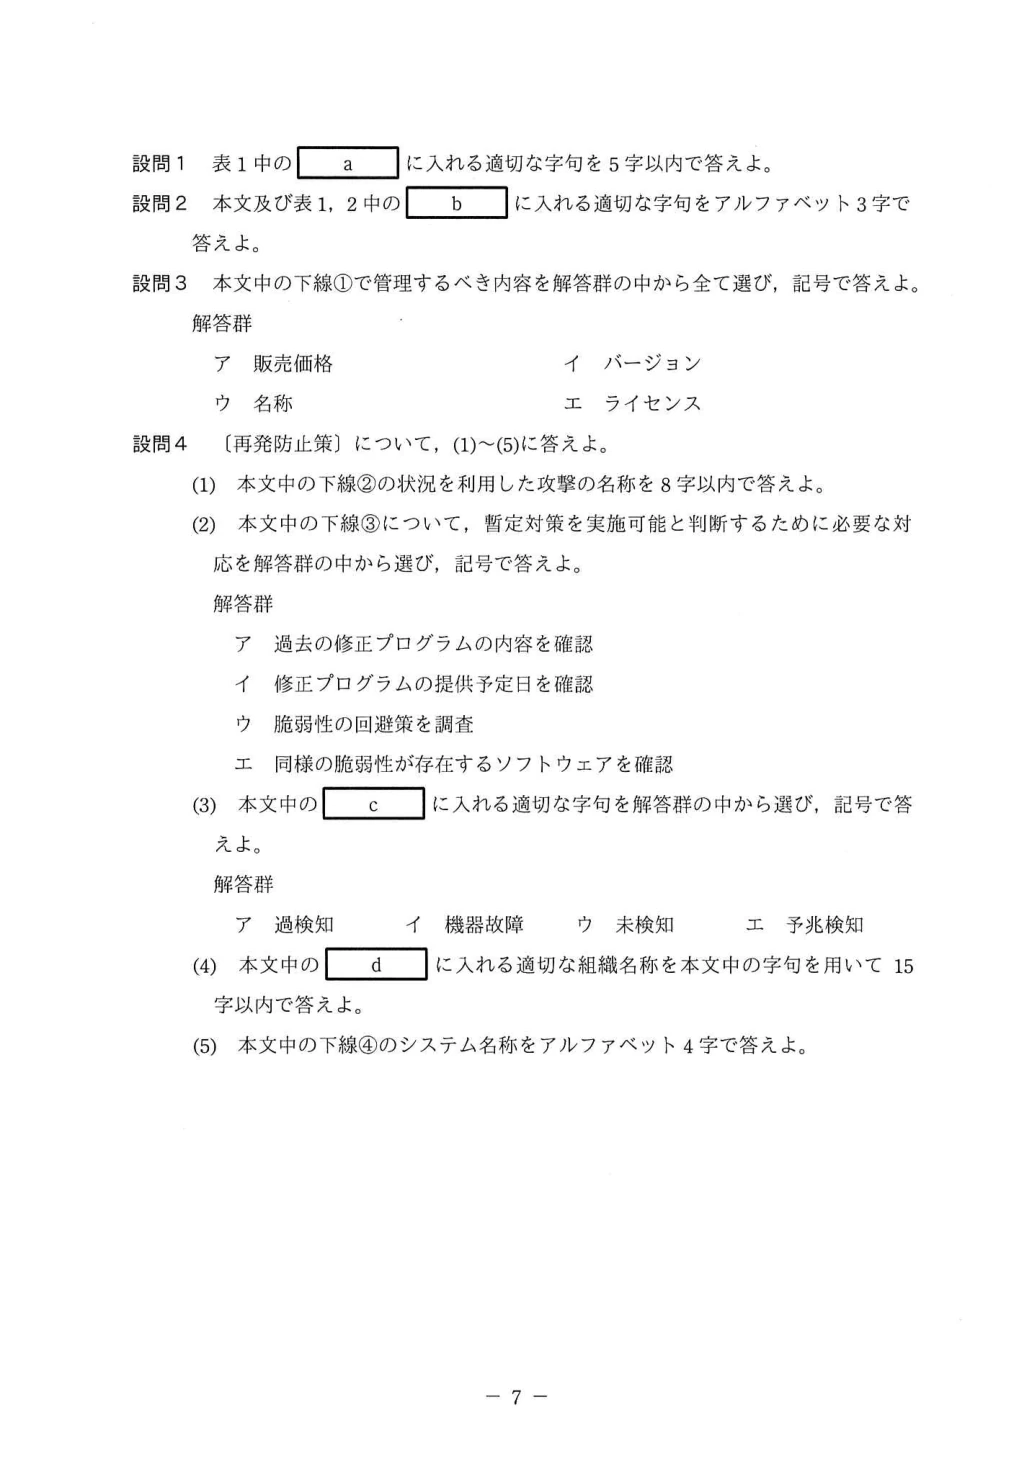 設問1 表1中の a に入れる適切な字句を5字以内で答えよ。
設問2 本文及び表1，2中の b に入れる適切な字句をアルファベット3字で
答えよ。
設問3 本文中の下線①で管理するべき内容を解答群の中から全て選び，記号で答えよ。
解答群
ア 販売価格 イ バージョン
ウ 名称 エ ライセンス
設問4 〔再発防止策〕について，(1)～(5)に答えよ。
(1) 本文中の下線②の状況を利用した攻撃の名称を8字以内で答えよ。
(2) 本文中の下線③について，暫定対策を実施可能と判断するために必要な対
応を解答群の中から選び，記号で答えよ。
解答群
ア 過去の修正プログラムの内容を確認
イ 修正プログラムの提供予定日を確認
ウ 脆弱性の回避策を調査
エ 同様の脆弱性が存在するソフトウェアを確認
(3) 本文中の c に入れる適切な字句を解答群の中から選び，記号で答
えよ。
解答群
ア 過検知 イ 機器故障 ウ 未検知 エ 予兆検知
(4) 本文中の d に入れる適切な組織名称を本文中の字句を用いて 15
字以内で答えよ。
(5) 本文中の下線④のシステム名称をアルファベット4字で答えよ。
－ 7 －